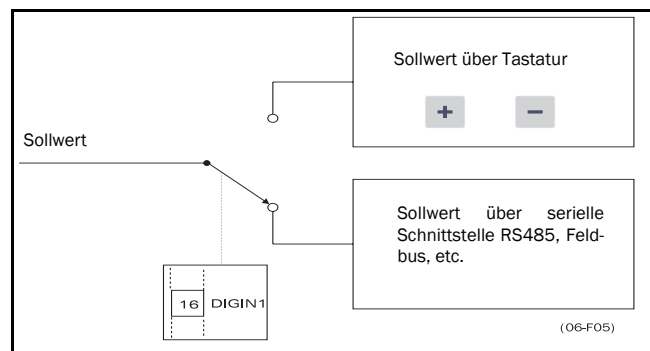 Sollwert über Tastatur
+ -
Sollwert
Sollwert über serielle
Schnittstelle RS485, Feld-
bus, etc.
16 DIGIN1
(06-F05)